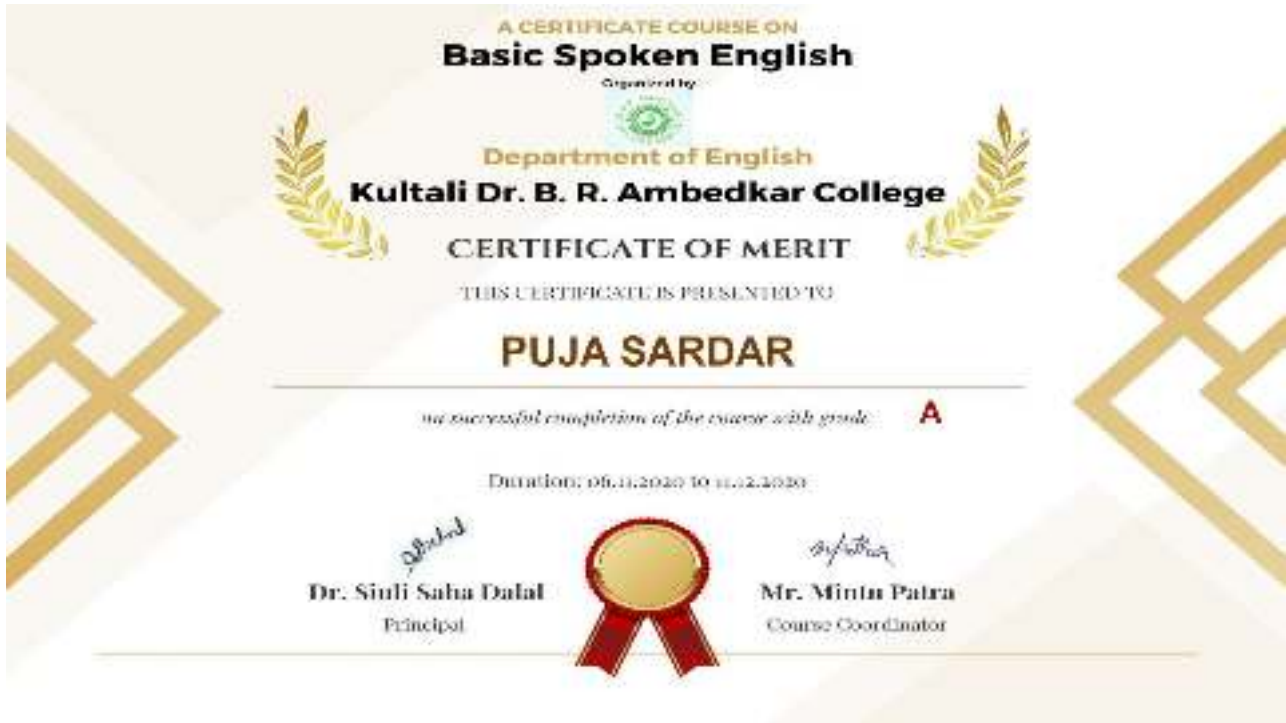 A CERTIFICATE COURSE ON
Basic Spoken English
Organized by
Department of English
Kultali Dr. B. R. Ambedkar College
CERTIFICATE OF MERIT
THIS CERTIFICATE IS PRESENTED TO
PUJA SARDAR
on successful completion of the course with grade A
Duration: 06.11.2020 to 11.12.2020
Dr. Siuli Saha Dalal
Mr. Mintu Patra
Principal
Course Coordinator